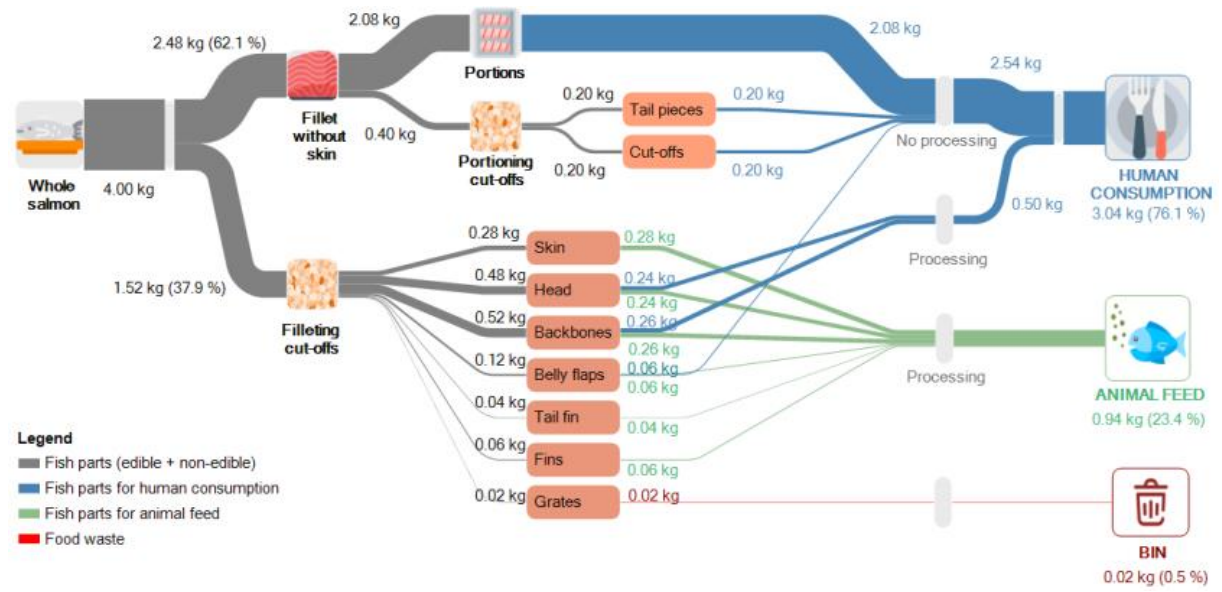 2.08 kg
2.48 kg (62.1 %)
2.08 kg
Portions
2.54 kg
Fillet
without
skin
0.40 kg
0.20 kg
Tail pieces
0.20 kg
Portioning
cut-offs
0.20 kg
Cut-offs
0.20 kg
No processing
Whole
salmon
4.00 kg
HUMAN
CONSUMPTION
3.04 kg (76.1 %)
0.50 kg
Processing
1.52 kg (37.9 %)
Filleting
cut-offs
0.28 kg
Skin
0.28 kg
0.48 kg
Head
0.24 kg
0.24 kg
0.52 kg
Backbones
0.26 kg
0.26 kg
0.12 kg
Belly flaps
0.06 kg
0.06 kg
0.04 kg
Tail fin
0.04 kg
0.06 kg
Fins
0.06 kg
0.02 kg
Grates
0.02 kg
Processing
ANIMAL FEED
0.94 kg (23.4 %)
BIN
0.02 kg (0.5 %)
Legend
Fish parts (edible + non-edible)
Fish parts for human consumption
Fish parts for animal feed
Food waste